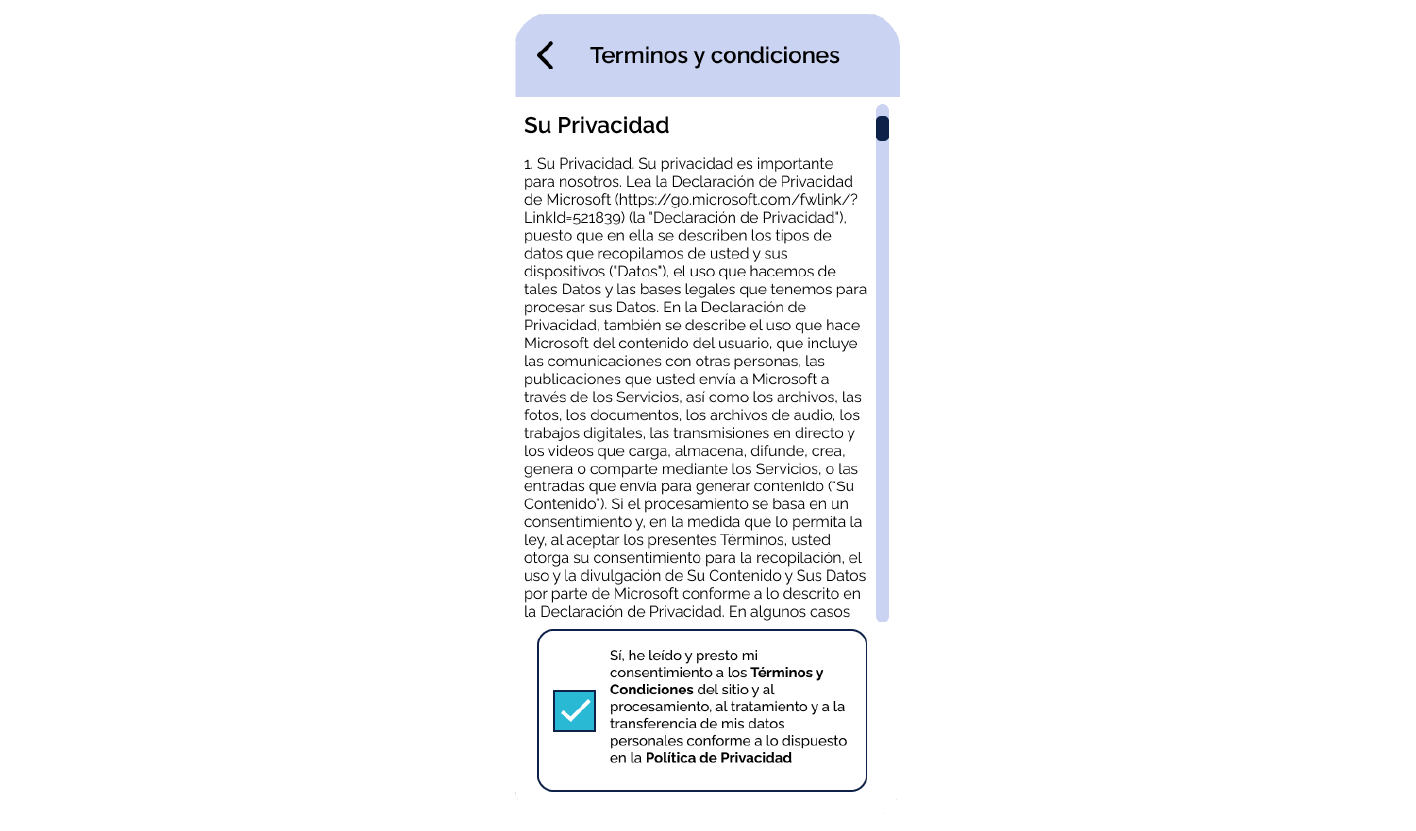 Terminos y condiciones
Su Privacidad
1. Su Privacidad. Su privacidad es importante
para nosotros. Lea la Declaración de Privacidad
de Microsoft (https://go.microsoft.com/fwlink/?
LinkId=521839) (la "Declaración de Privacidad"),
puesto que en ella se describen los tipos de
datos que recopilamos de usted y sus
dispositivos ("Datos"), el uso que hacemos de
tales Datos y las bases legales que tenemos para
procesar sus Datos. En la Declaración de
Privacidad, también se describe el uso que hace
Microsoft del contenido del usuario, que incluye
las comunicaciones con otras personas, las
publicaciones que usted envía a Microsoft a
través de los Servicios, así como los archivos, las
fotos, los documentos, los archivos de audio, los
trabajos digitales, las transmisiones en directo y
los videos que carga, almacena, difunde, crea,
genera o comparte mediante los Servicios, o las
entradas que envía para generar contenido ("Su
Contenido"). Si el procesamiento se basa en un
consentimiento y, en la medida que lo permita la
ley, al aceptar los presentes Términos, usted
otorga su consentimiento para la recopilación, el
uso y la divulgación de Su Contenido y Sus Datos
por parte de Microsoft conforme a lo descrito en
la Declaración de Privacidad. En algunos casos
Sí, he leído y presto mi
consentimiento a los Términos y
Condiciones del sitio y al
procesamiento, al tratamiento y a la
transferencia de mis datos
personales conforme a lo dispuesto
en la Política de Privacidad